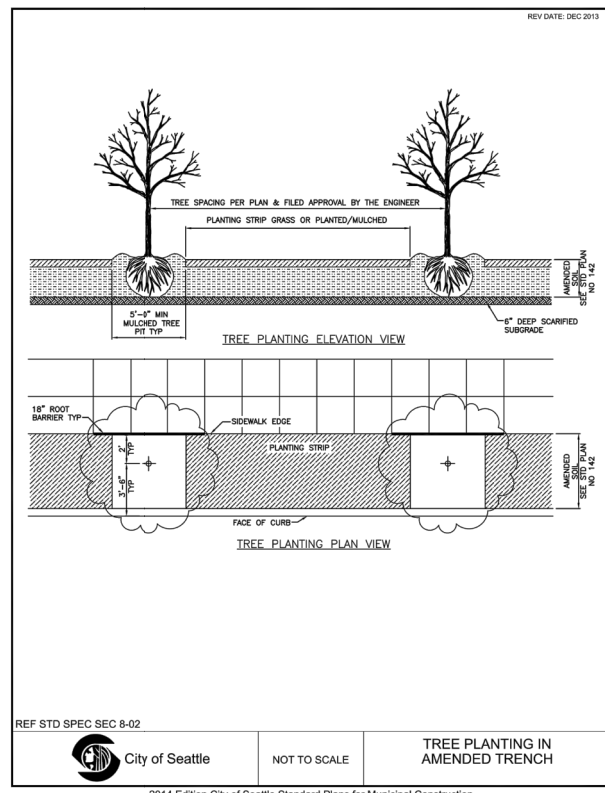 REV DATE: DEC 2013
TREE SPACING PER PLAN & FILED APPROVAL BY THE ENGINEER
PLANTING STRIP GRASS OR PLANTED/MULCHED
AMENDED
SOIL
SEE STD PLAN
NO 142
5'-0" MIN
MULCHED TREE
PIT TYP
6" DEEP SCARIFIED
SUBGRADE
TREE PLANTING ELEVATION VIEW
18" ROOT
BARRIER TYP
SIDEWALK EDGE
2'
TYP
PLANTING STRIP
3'-6"
TYP
AMENDED
SOIL
SEE STD PLAN
NO 142
FACE OF CURB
TREE PLANTING PLAN VIEW
REF STD SPEC SEC 8-02
City of Seattle
NOT TO SCALE
TREE PLANTING IN
AMENDED TRENCH
2014 Edition City of Seattle Standard Plans for Municipal Construction